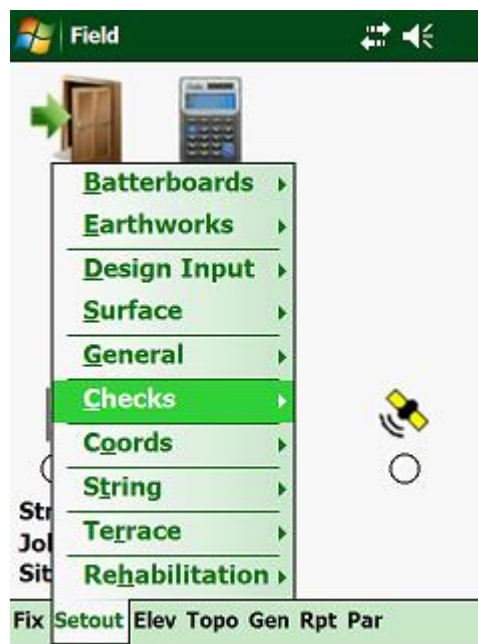 Field
Batterboards
Earthworks
Design Input
Surface
General
Checks
Coords
String
Terrace
Rehabilitation
Fix Setout Elev Topo Gen Rpt Par